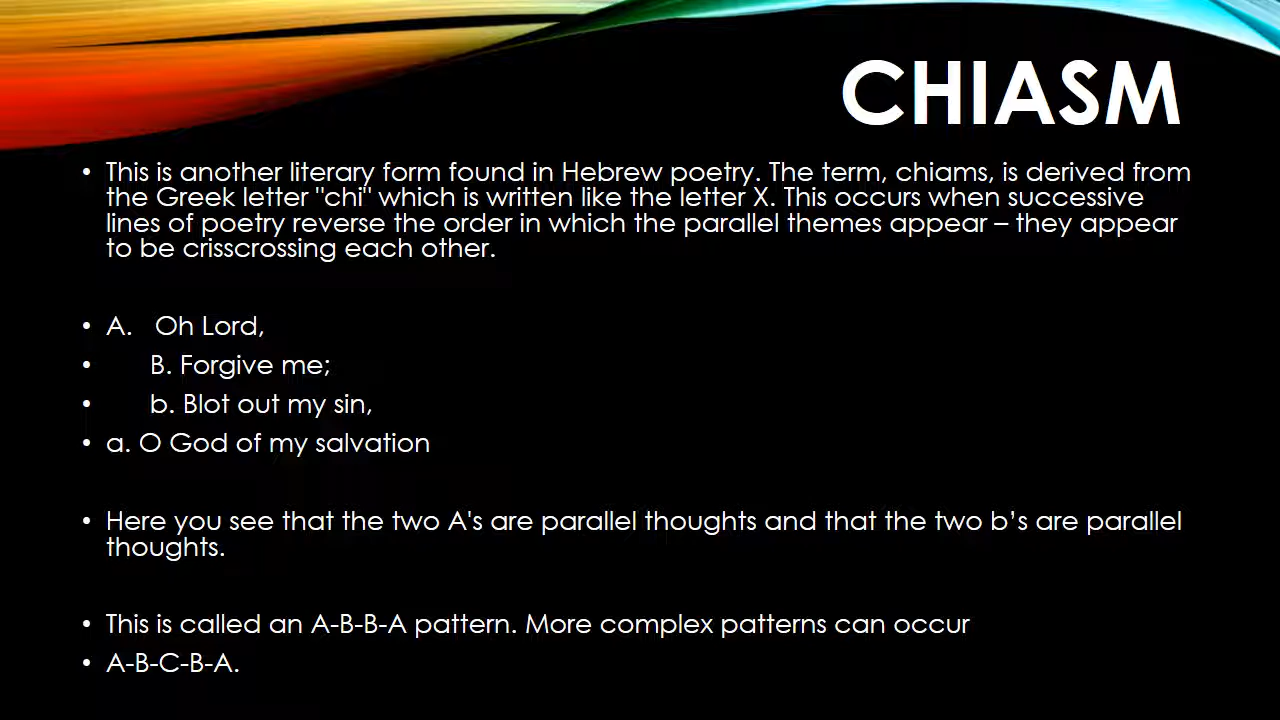 CHIASM
• This is another literary form found in Hebrew poetry. The term, chiams, is derived from
the Greek letter "chi" which is written like the letter X. This occurs when successive
lines of poetry reverse the order in which the parallel themes appear – they appear
to be crisscrossing each other.
• A. Oh Lord,
• B. Forgive me;
• b. Blot out my sin,
• a. O God of my salvation
• Here you see that the two A's are parallel thoughts and that the two b’s are parallel
thoughts.
• This is called an A-B-B-A pattern. More complex patterns can occur
• A-B-C-B-A.